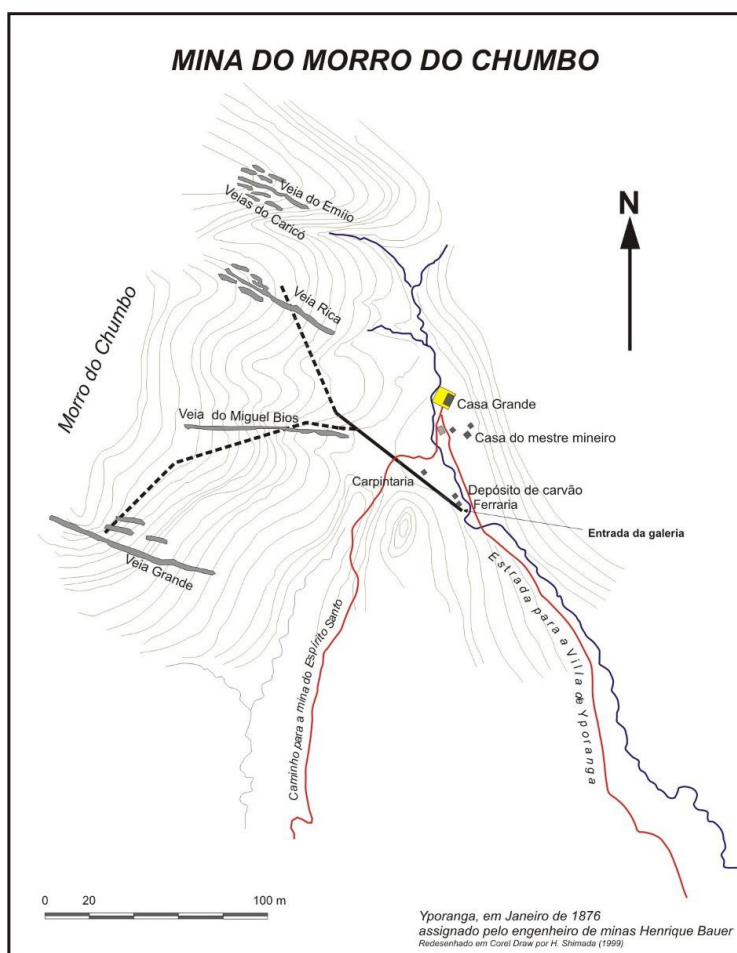 MINA DO MORRO DO CHUMBO
Veia do Emiio
Veias do Caricó
N
Veia Rica
Morro do Chumbo
Casa Grande
Veia do Miguel Bios
Casa do mestre mineiro
Carpintaria
Depósito de carvão
Ferraria
Entrada da galeria
Veia Grande
Estrada para a Villa de Yporanga
Caminho para a mina do Espírito Santo
0 20 100 m
Yporanga, em Janeiro de 1876
assignado pelo engenheiro de minas Henrique Bauer
Redesenhado em Corel Draw por H. Shimada (1999)